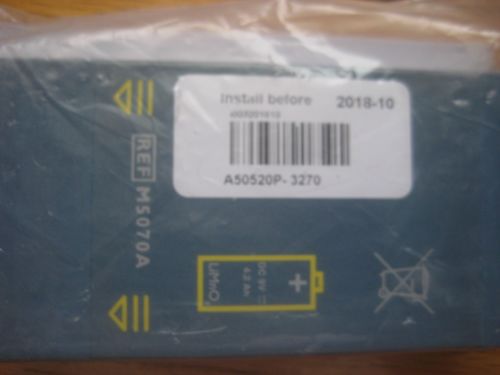 Install before 2018-10
A50520P-3270
REF M5070A
LiMnO₂
DC 9V
4.2 Ah
+